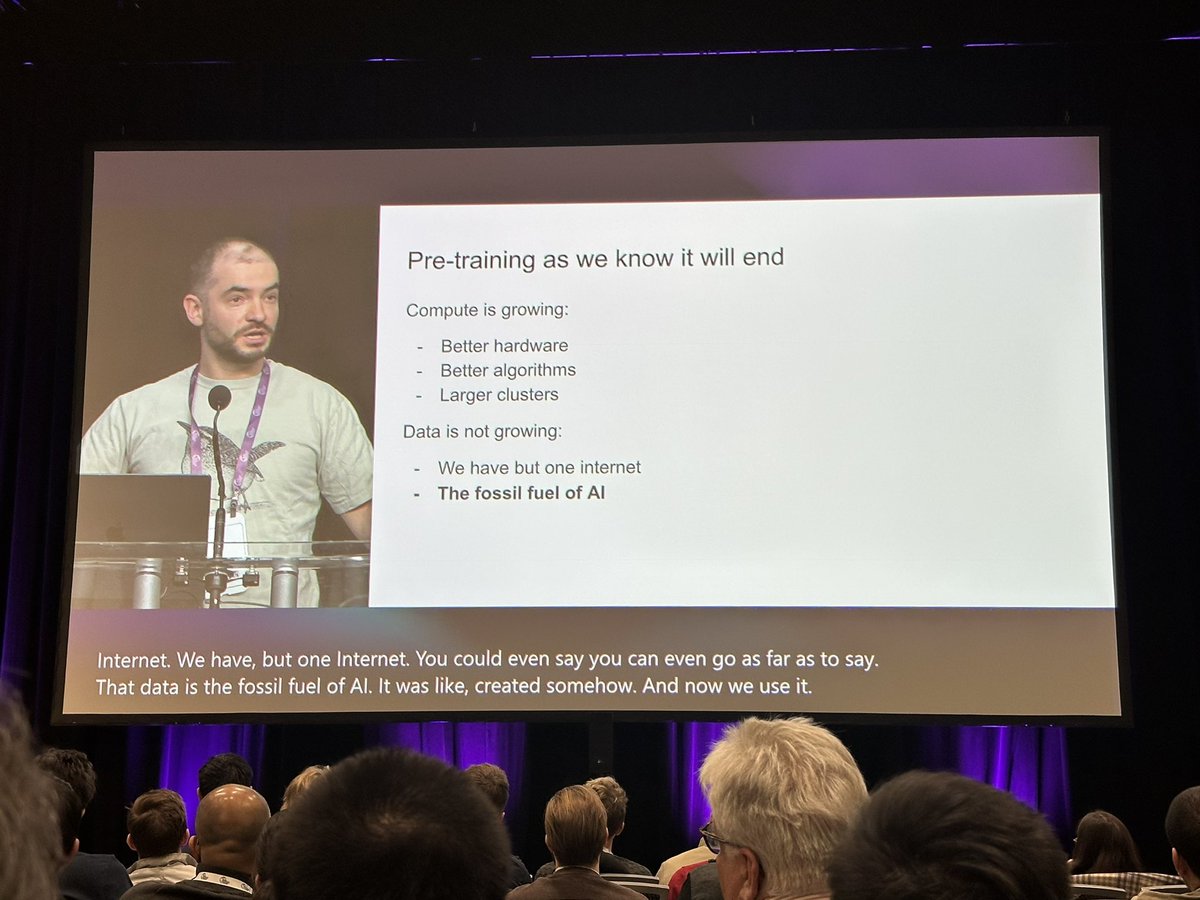 Pre-training as we know it will end
Compute is growing:
- Better hardware
- Better algorithms
- Larger clusters
Data is not growing:
- We have but one internet
- The fossil fuel of AI
Internet. We have, but one Internet. You could even say you can even go as far as to say.
That data is the fossil fuel of AI. It was like, created somehow. And now we use it.